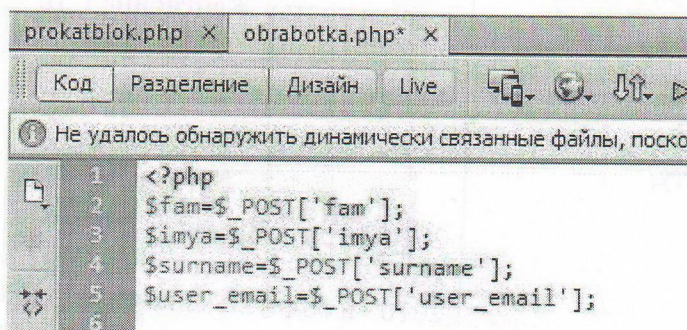 prokatblok.php × obrabotka.php* ×
Код Разделение Дизайн Live
Не удалось обнаружить динамически связанные файлы,
1 <?php
2 $fam=$_POST['fam'];
3 $imya=$_POST['imya'];
4 $surname=$_POST['surname'];
5 $user_email=$_POST['user_email'];
6